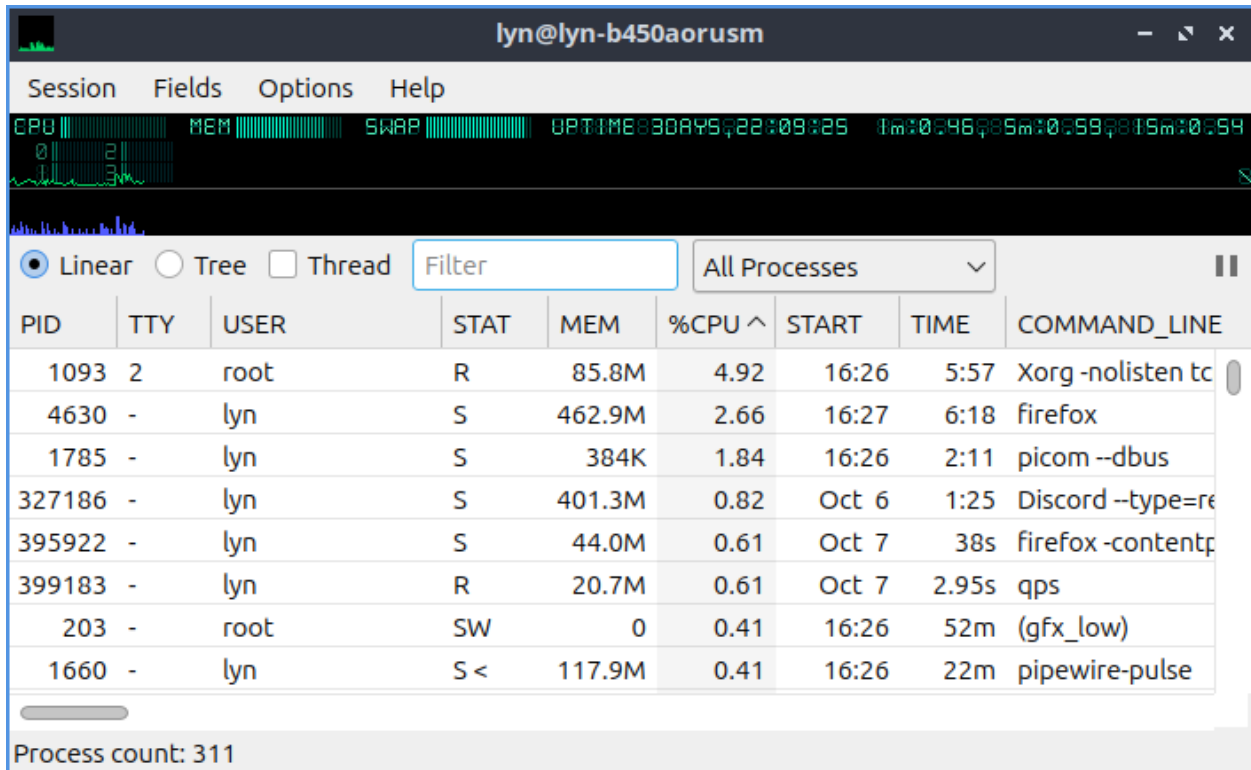 lyn@lyn-b450aorusm
Session Fields Options Help
CPU MEM SWAP UPTIME 3DAYS,22:09:25 1m:0.46, 5m:0.59, 15m:0.54
0 2
1 3
Linear Tree Thread Filter All Processes
PID TTY USER STAT MEM %CPU START TIME COMMAND_LINE
1093 2 root R 85.8M 4.92 16:26 5:57 Xorg -nolisten tc
4630 - lyn S 462.9M 2.66 16:27 6:18 firefox
1785 - lyn S 384K 1.84 16:26 2:11 picom --dbus
327186 - lyn S 401.3M 0.82 Oct 6 1:25 Discord --type=re
395922 - lyn S 44.0M 0.61 Oct 7 38s firefox -contentp
399183 - lyn R 20.7M 0.61 Oct 7 2.95s qps
203 - root SW 0 0.41 16:26 52m (gfx_low)
1660 - lyn S < 117.9M 0.41 16:26 22m pipewire-pulse
Process count: 311